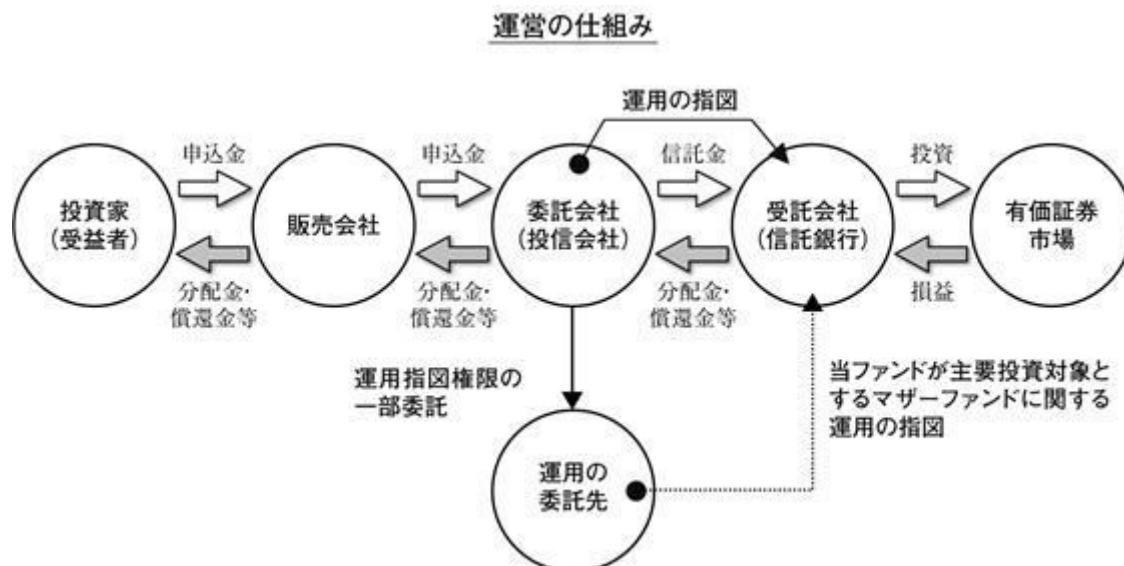 運営の仕組み
運用の指図
申込金
申込金
信託金
投資
投資家
(受益者)
販売会社
委託会社
(投信会社)
受託会社
(信託銀行)
有価証券
市場
分配金・
償還金等
分配金・
償還金等
分配金・
償還金等
損益
運用指図権限の
一部委託
当ファンドが主要投資対象と
するマザーファンドに関する
運用の指図
運用の
委託先